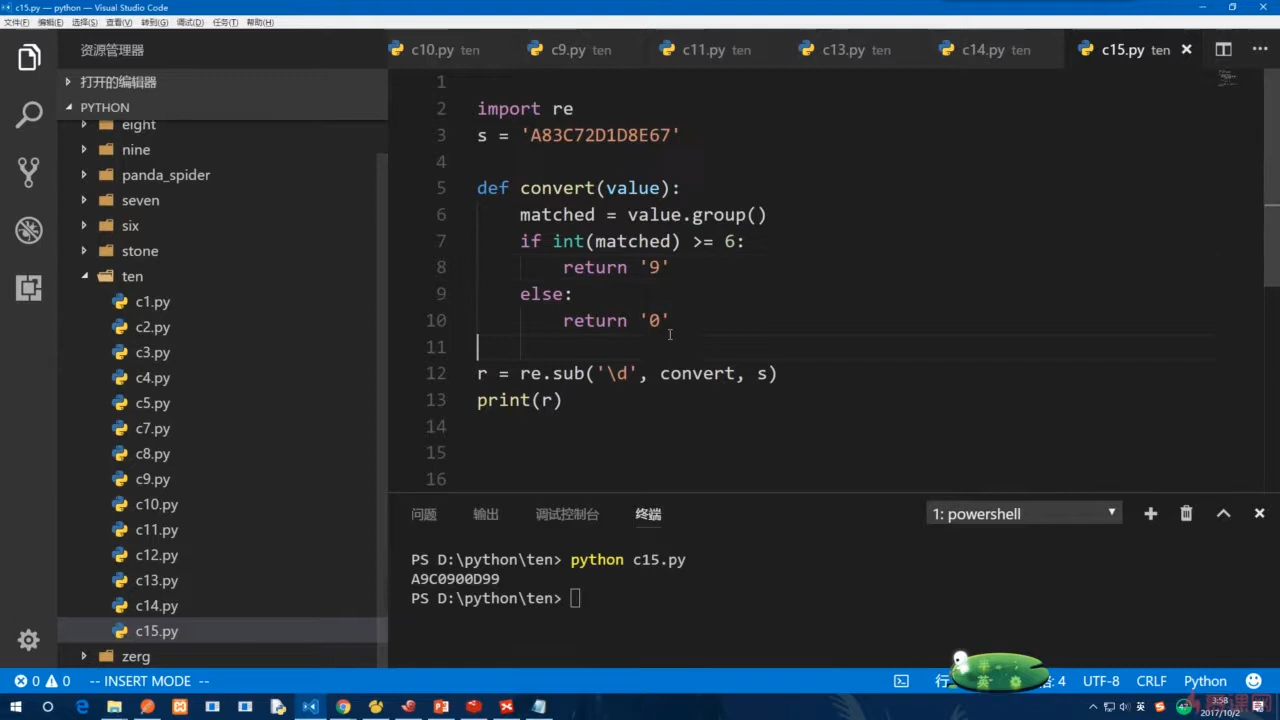 c15.py — python — Visual Studio Code
文件(F) 编辑(E) 选择(S) 查看(V) 转到(G) 调试(D) 任务(T) 帮助(H)
资源管理器
打开的编辑器
PYTHON
eight
nine
panda_spider
seven
six
stone
ten
c1.py
c2.py
c3.py
c4.py
c5.py
c7.py
c8.py
c9.py
c10.py
c11.py
c12.py
c13.py
c14.py
c15.py
zerg
c10.py ten c9.py ten c11.py ten c13.py ten c14.py ten c15.py ten
1
2 import re
3 s = 'A83C72D1D8E67'
4
5 def convert(value):
6 matched = value.group()
7 if int(matched) >= 6:
8 return '9'
9 else:
10 return '0'
11
12 r = re.sub('\d', convert, s)
13 print(r)
14
15
16
问题 输出 调试控制台 终端 1: powershell
PS D:\python\ten> python c15.py
A9C0900D99
PS D:\python\ten>
0 0 -- INSERT MODE -- 行 : 4 UTF-8 CRLF Python
英
3:58
2017/10/2